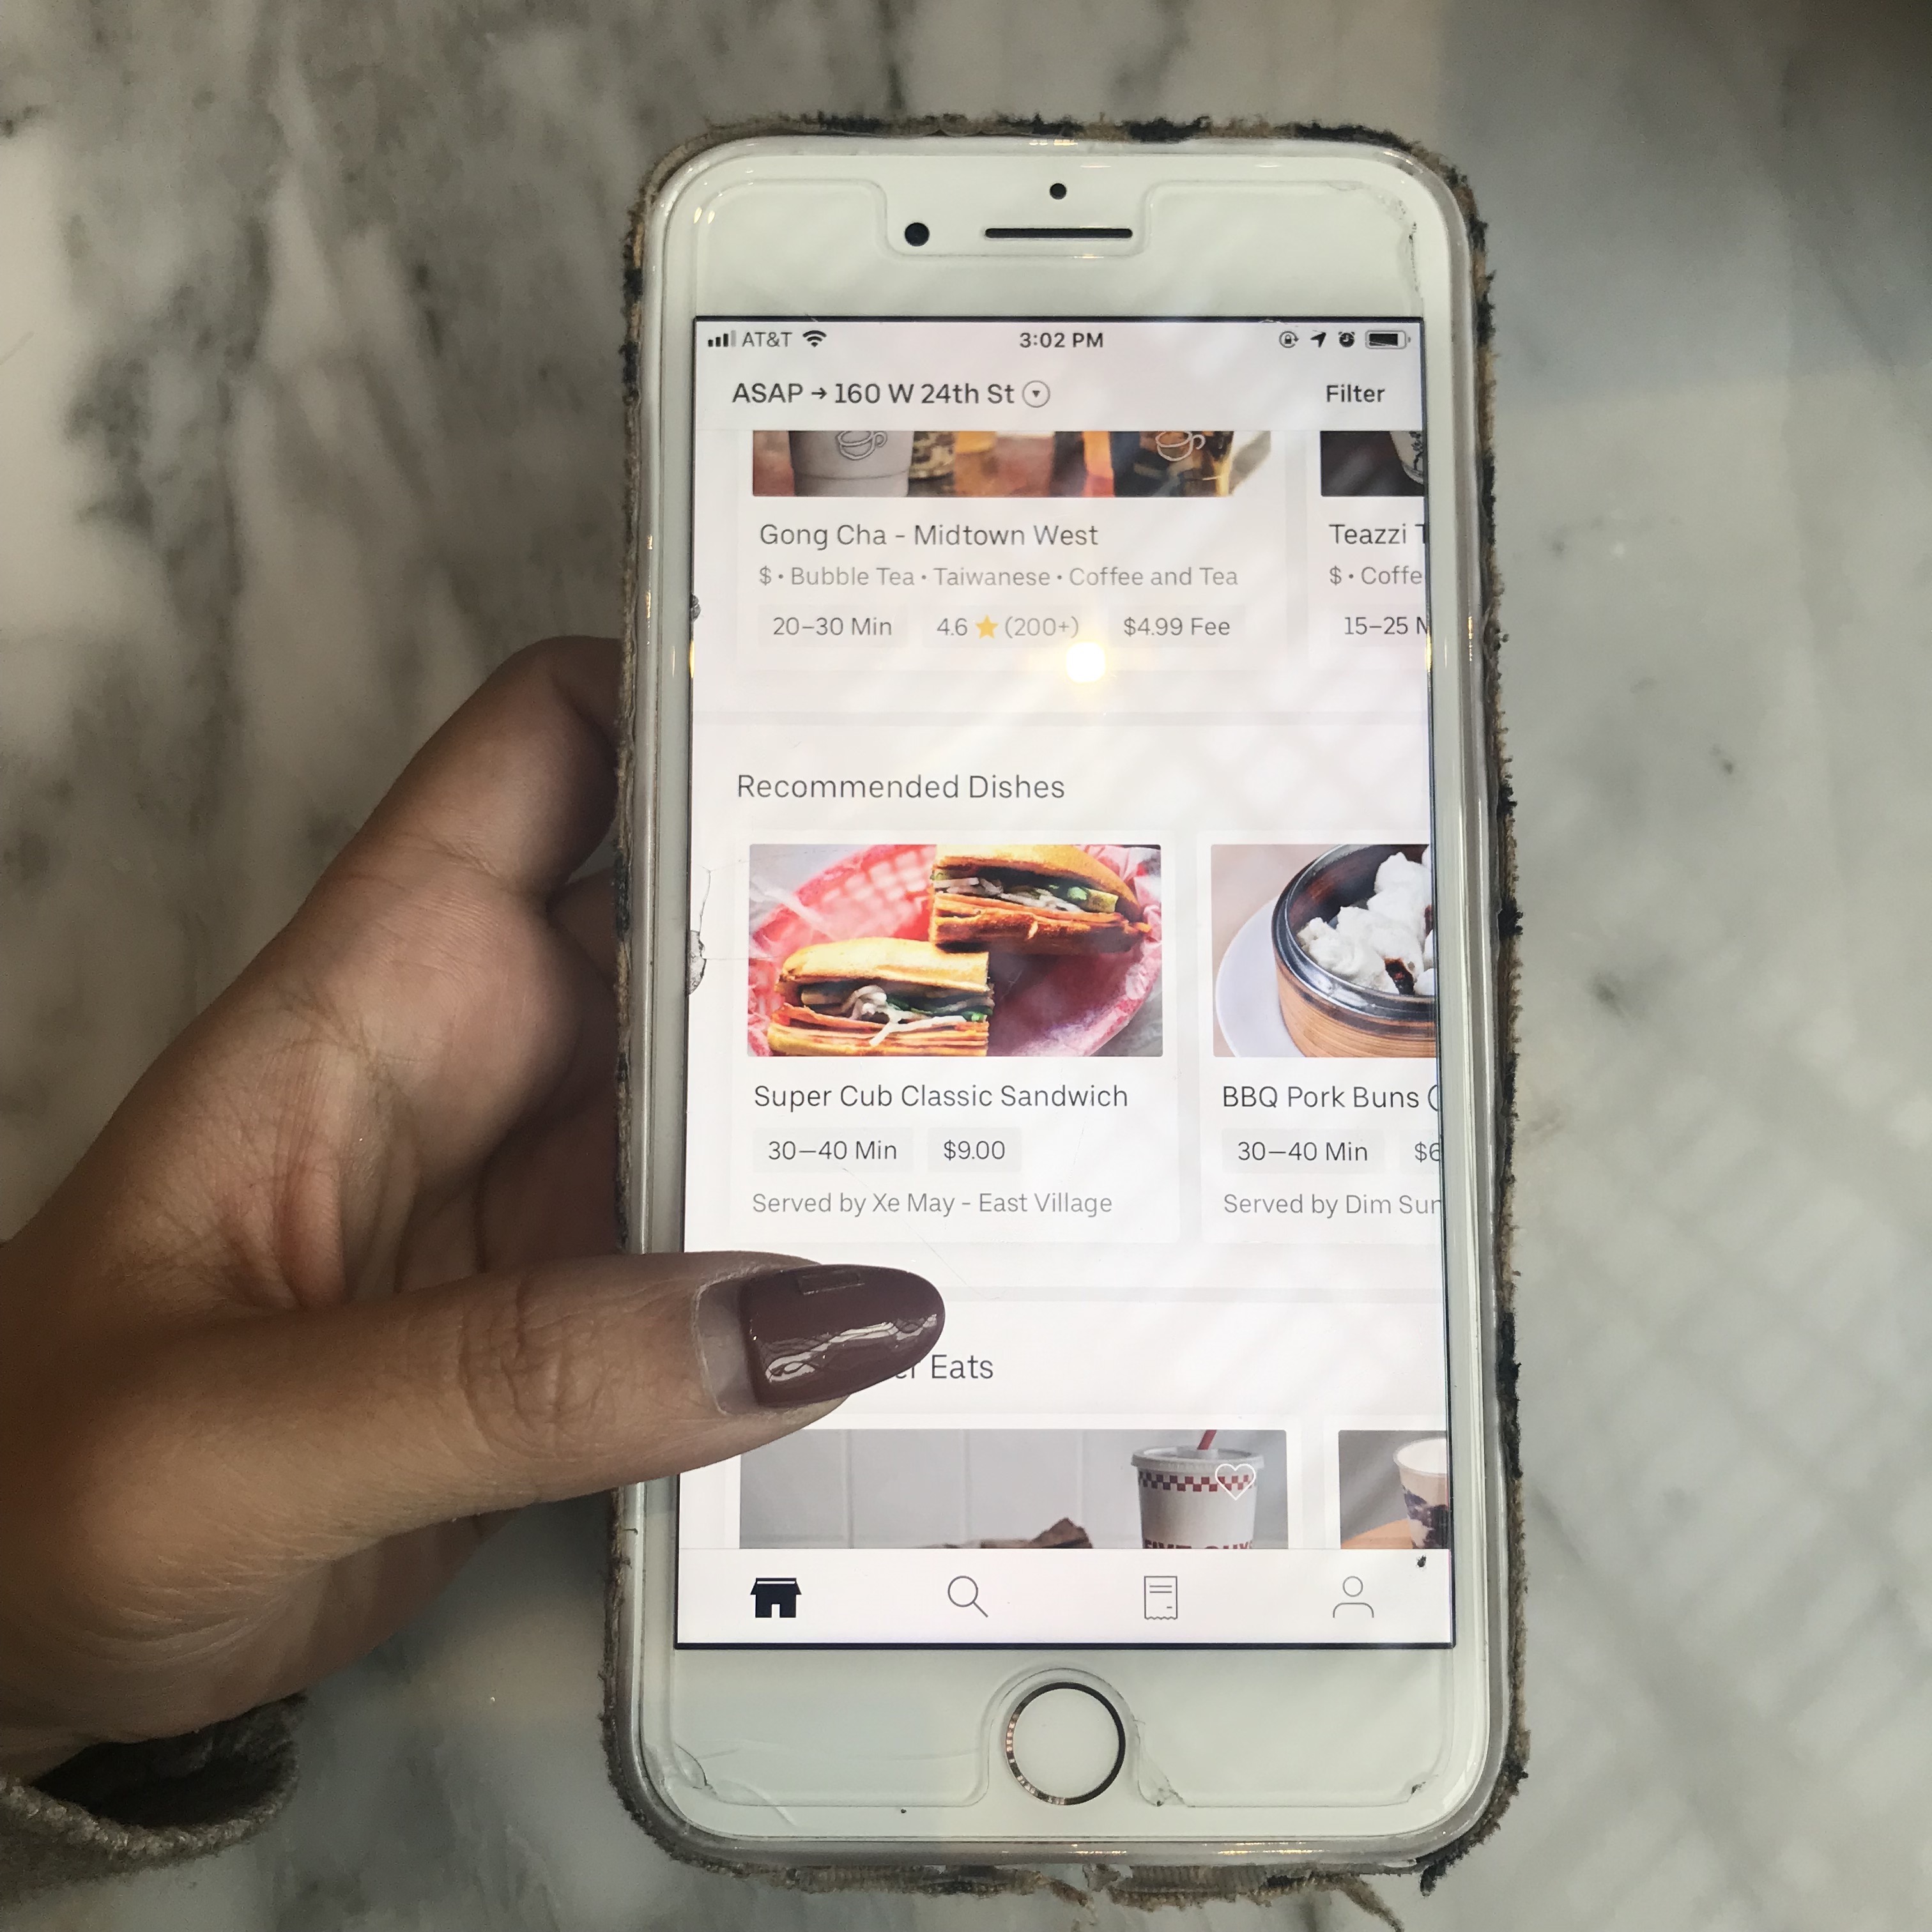 AT&T 3:02 PM
ASAP → 160 W 24th St Filter
Gong Cha - Midtown West
$ • Bubble Tea • Taiwanese • Coffee and Tea
20–30 Min 4.6 ★ (200+) $4.99 Fee
Teazzi
$ • Coffe
15–25
Recommended Dishes
Super Cub Classic Sandwich
30–40 Min $9.00
Served by Xe May - East Village
BBQ Pork Buns
30–40 Min $6
Served by Dim Sum
Eats